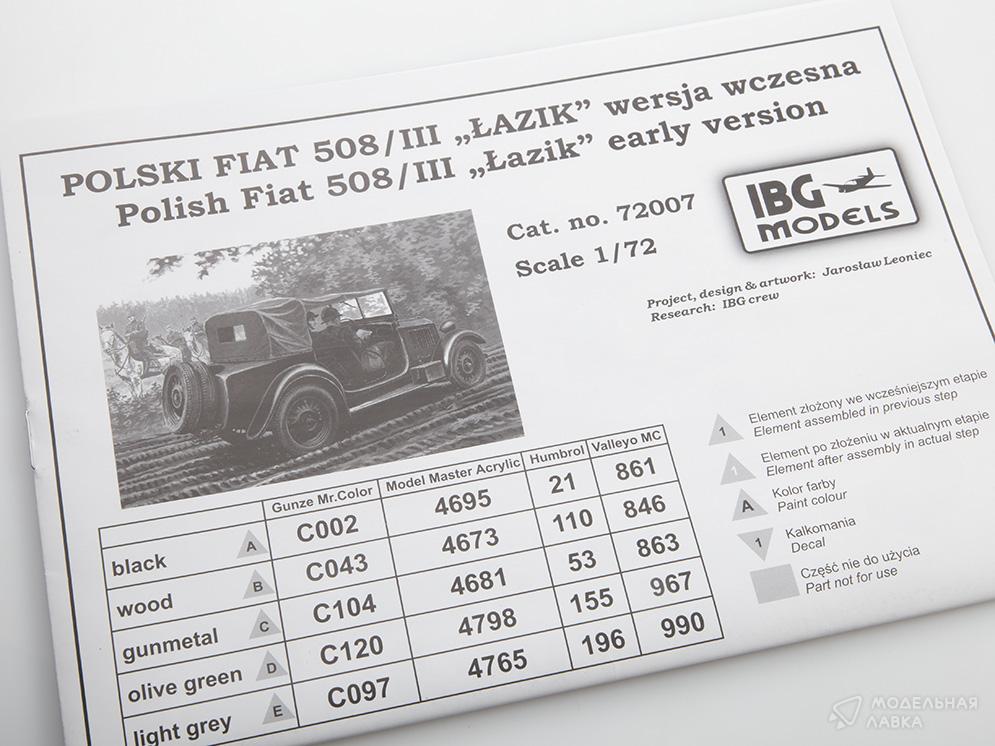 POLSKI FIAT 508/III „ŁAZIK” wersja wczesna
Polish Fiat 508/III „Łazik” early version
Cat. no. 72007
Scale 1/72
IBG
MODELS
Project, design & artwork: Jarosław Leoniec
Research: IBG crew
1 Element złożony we wcześniejszym etapie
Element assembled in previous step
1 Element po złożeniu w aktualnym etapie
Element after assembly in actual step
A Kolor farby
Paint colour
1 Kalkomania
Decal
Część nie do użycia
Part not for use
Gunze Mr.Color Model Master Acrylic Humbrol Valleyo MC
black A C002 4695 21 861
wood B C043 4673 110 846
gunmetal C C104 4681 53 863
olive green D C120 4798 155 967
light grey E C097 4765 196 990
МОДЕЛЬНАЯ
ЛАВКА